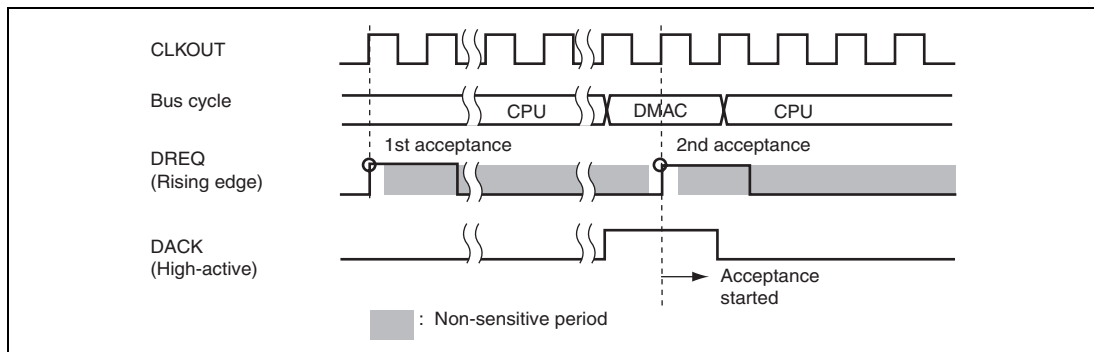 CLKOUT
Bus cycle
CPU
DMAC
CPU
DREQ
(Rising edge)
1st acceptance
2nd acceptance
DACK
(High-active)
Acceptance
started
: Non-sensitive period